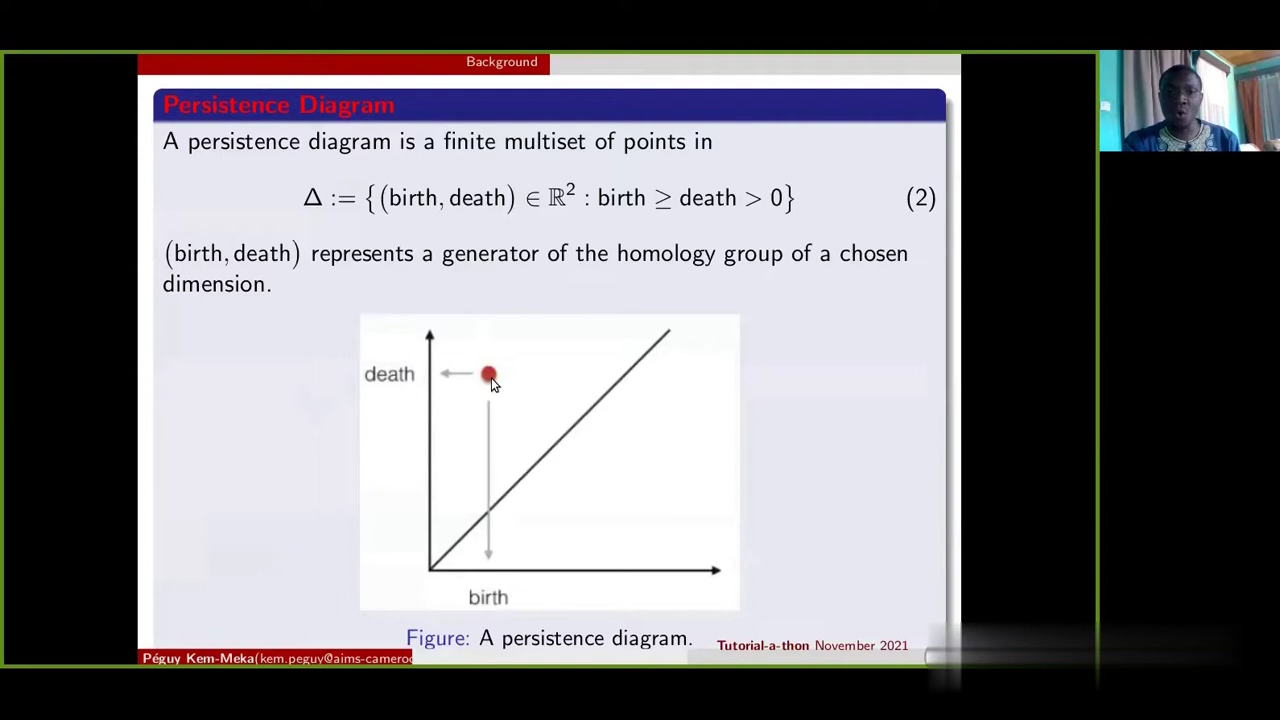 Background
Persistence Diagram
A persistence diagram is a finite multiset of points in
Δ := {(birth, death) ∈ ℝ² : birth ≥ death > 0} (2)
(birth, death) represents a generator of the homology group of a chosen
dimension.
death
birth
Figure: A persistence diagram.
Tutorial-a-thon November 2021
Péguy Kem-Meka(kem.peguy@aims-cameroo